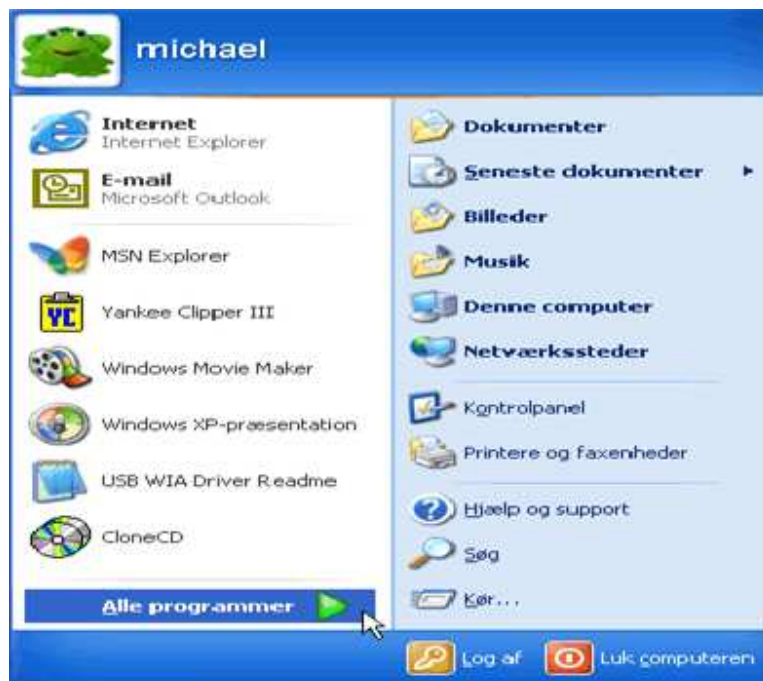 michael
Internet
Internet Explorer
E-mail
Microsoft Outlook
MSN Explorer
YC
Yankee Clipper III
Windows Movie Maker
Windows XP-præsentation
USB WIA Driver Readme
CloneCD
Alle programmer
Dokumenter
Seneste dokumenter
Billeder
Musik
Denne computer
Netværkssteder
Kontrolpanel
Printere og faxenheder
Hjælp og support
Søg
Kør...
Log af
Luk computeren